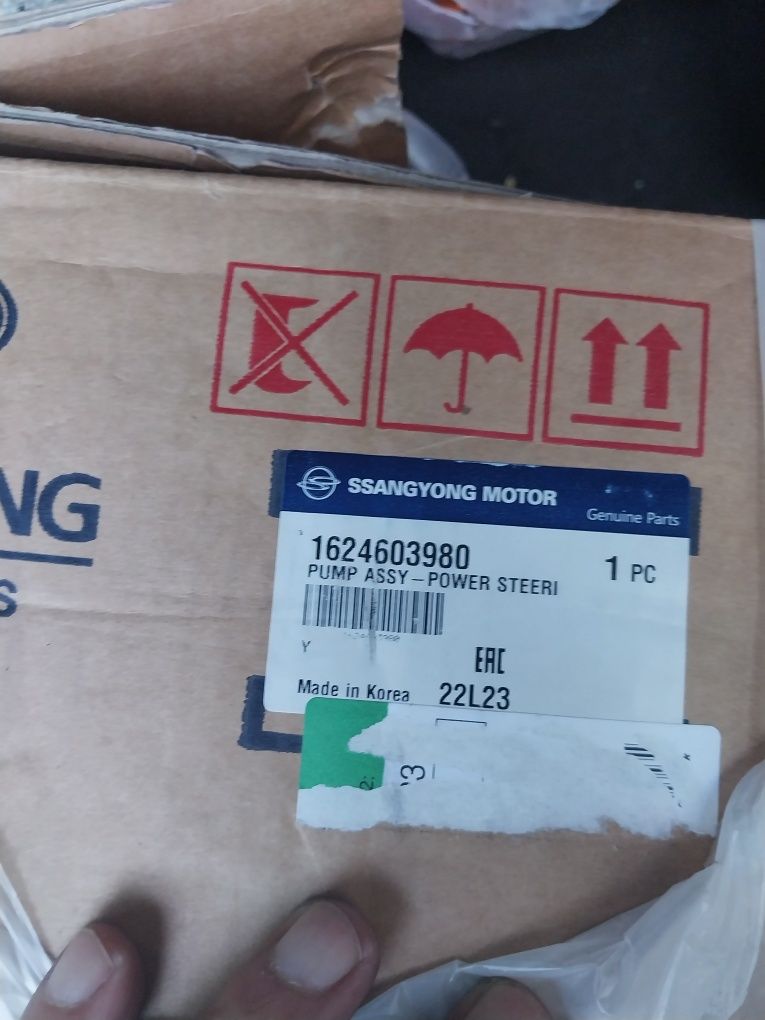 NG
S
SSANGYONG MOTOR
Genuine Parts
1624603980
1 PC
PUMP ASSY-POWER STEERI
Y
EAC
Made in Korea 22L23